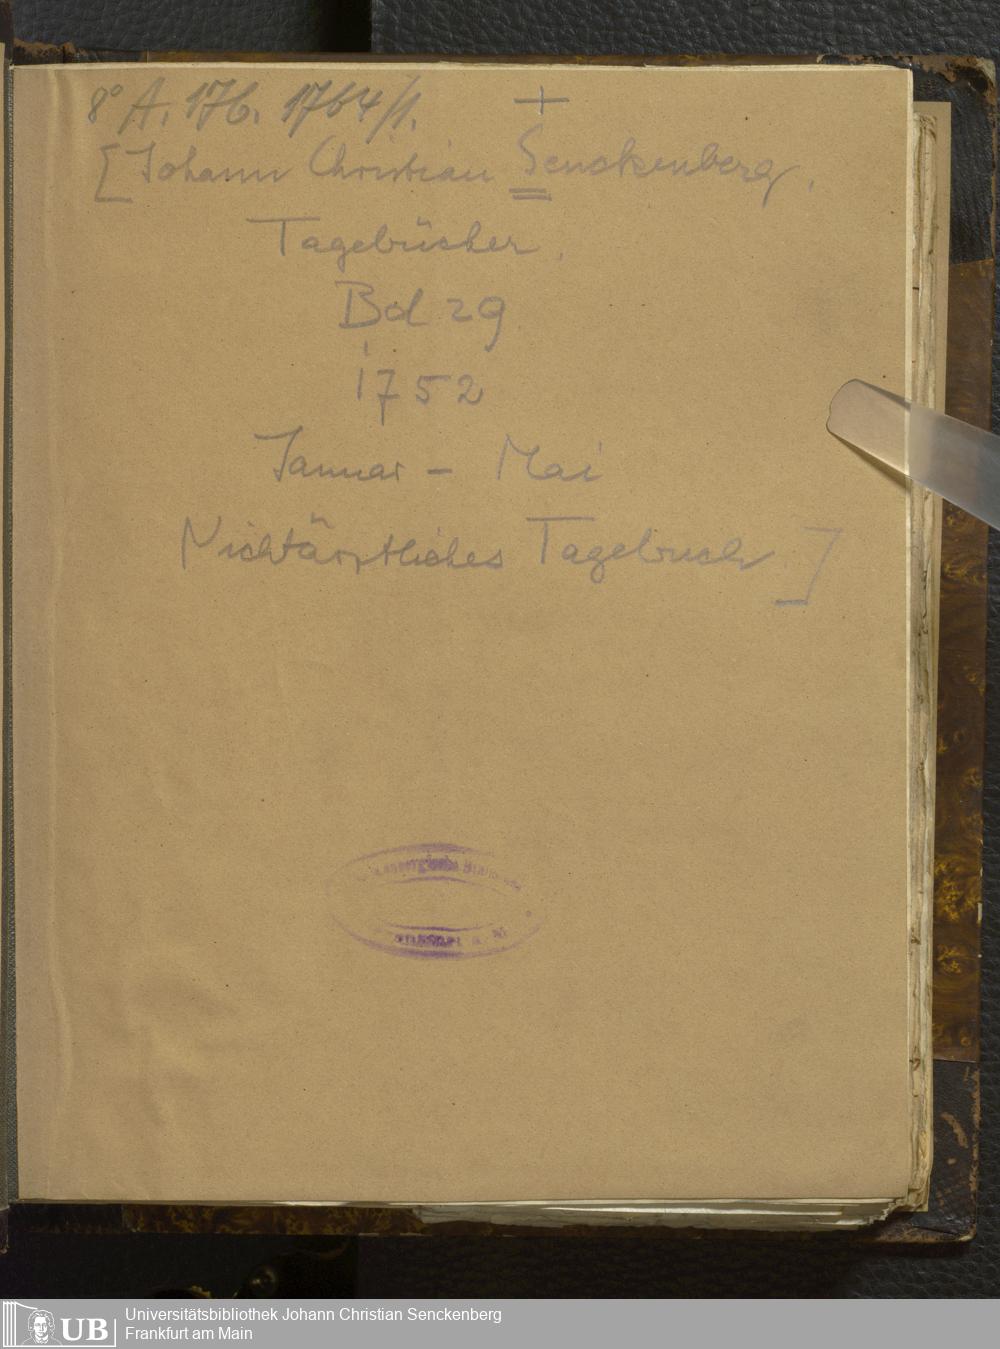 8° A. 176. 1764/1. +
[Johann Christian Senckenberg.
Tagebücher.
Bd 29
1752
Januar - Mai
Nichtärztliches Tagebuch]
UB
Universitätsbibliothek Johann Christian Senckenberg
Frankfurt am Main